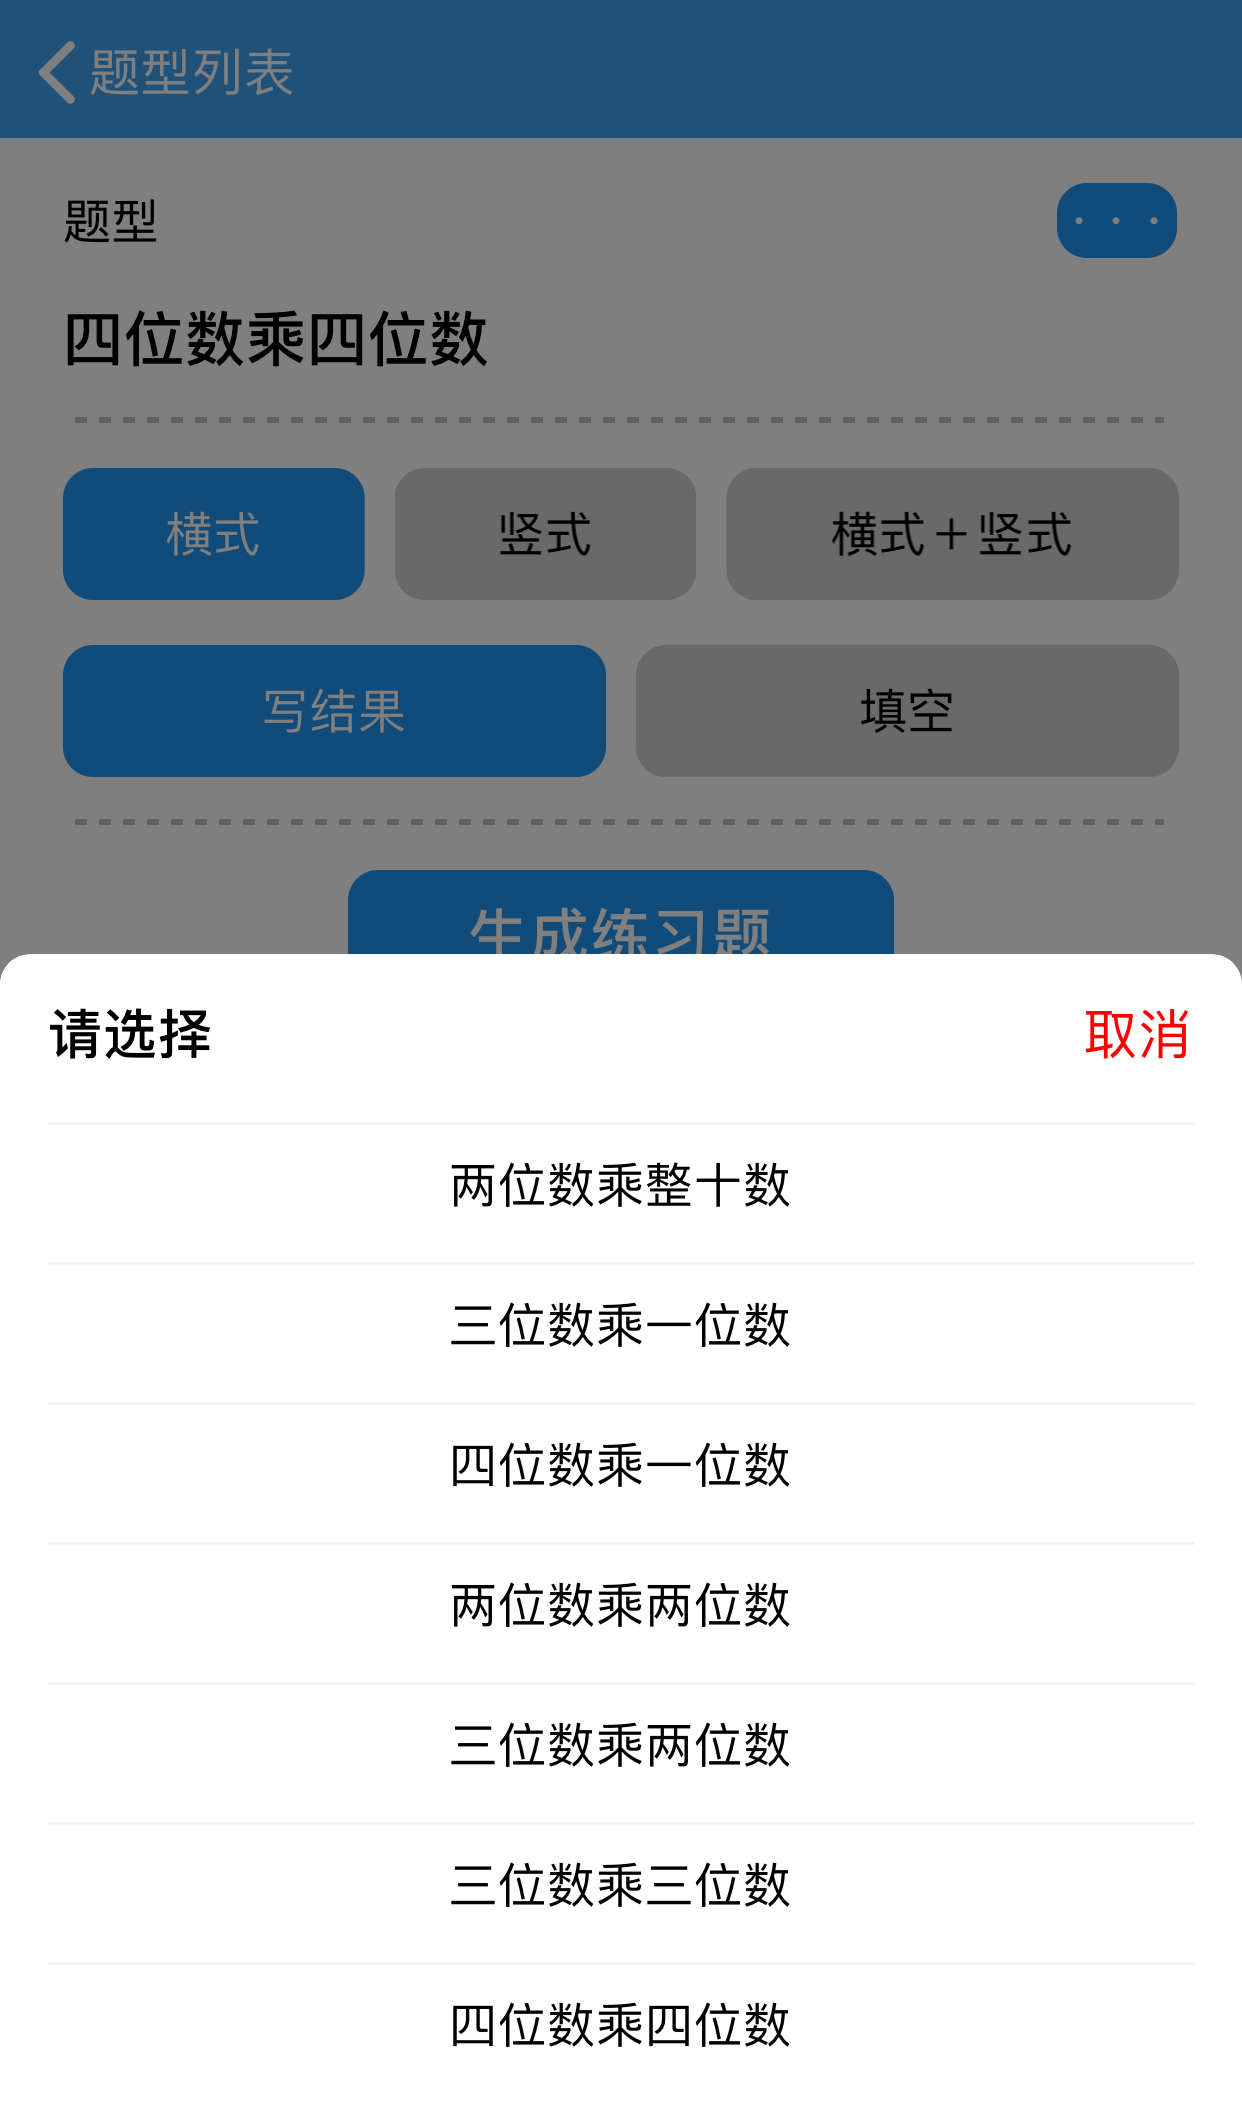 题型列表
题型
四位数乘四位数
横式 竖式 横式＋竖式
写结果 填空
生成练习题
请选择 取消
两位数乘整十数
三位数乘一位数
四位数乘一位数
两位数乘两位数
三位数乘两位数
三位数乘三位数
四位数乘四位数